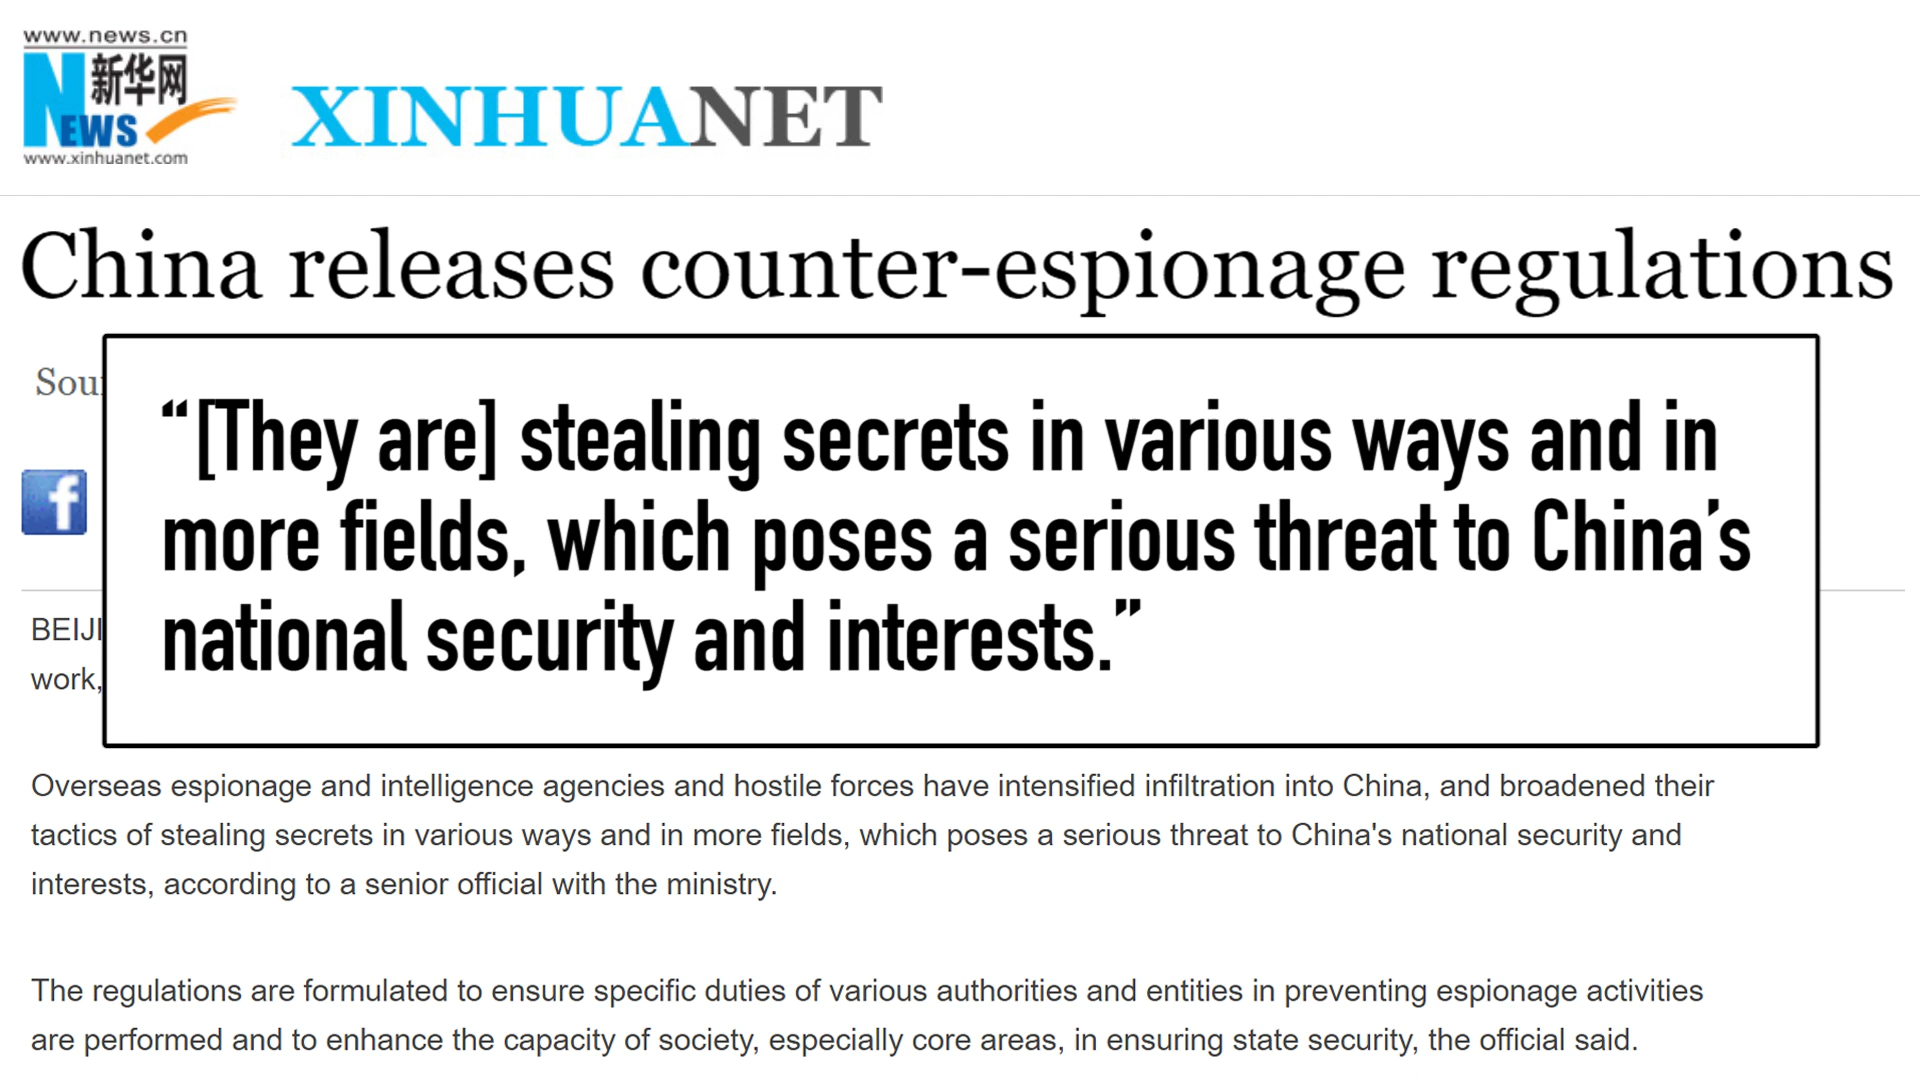 www.news.cn
新华网
NEWS
www.xinhuanet.com
XINHUANET
China releases counter-espionage regulations
“[They are] stealing secrets in various ways and in
more fields, which poses a serious threat to China’s
national security and interests.”
f
work,
Overseas espionage and intelligence agencies and hostile forces have intensified infiltration into China, and broadened their
tactics of stealing secrets in various ways and in more fields, which poses a serious threat to China's national security and
interests, according to a senior official with the ministry.
The regulations are formulated to ensure specific duties of various authorities and entities in preventing espionage activities
are performed and to enhance the capacity of society, especially core areas, in ensuring state security, the official said.